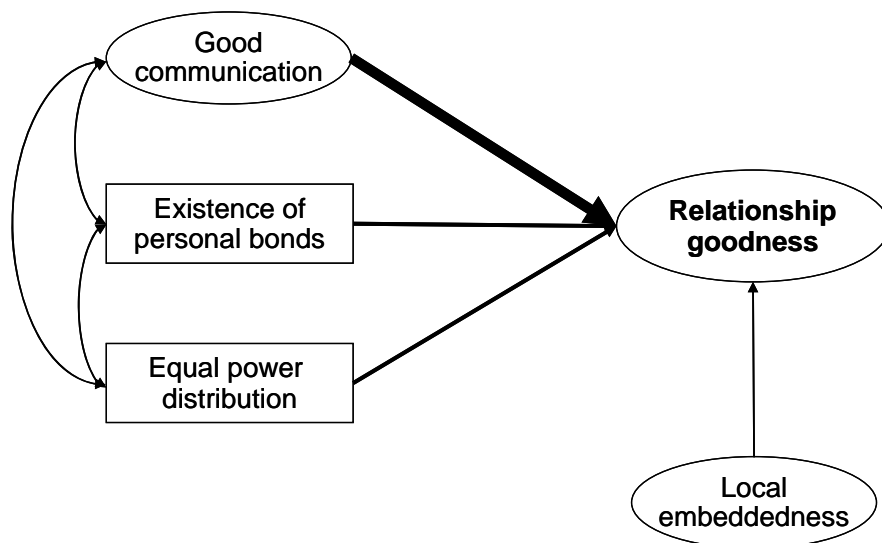 Good
communication
Existence of
personal bonds
Relationship
goodness
Equal power
distribution
Local
embeddedness